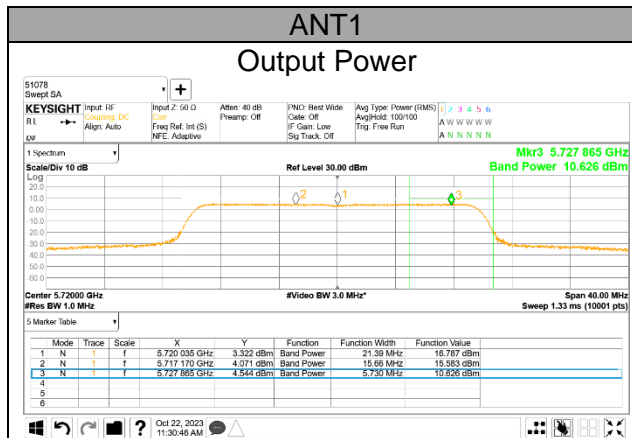 ANT1
Output Power
51078
Swept SA
KEYSIGHT Input: RF Input Z: 50 Ω Atten: 40 dB PNO: Best Wide Avg Type: Power (RMS) 1 2 3 4 5 6
RL Coupling: DC Corr Preamp: Off Gate: Off Avg|Hold: 100/100 A W W W W W
Align: Auto Freq Ref: Int (S) IF Gain: Low Trig: Free Run
NFE: Adaptive Sig Track: Off A N N N N N
1 Spectrum
Mkr3 5.727 865 GHz
Scale/Div 10 dB Ref Level 30.00 dBm Band Power 10.626 dBm
Log
20.0
10.0
0.00
-10.0
-20.0
-30.0
-40.0
-50.0
-60.0
2 1 3
Center 5.72000 GHz #Video BW 3.0 MHz* Span 40.00 MHz
#Res BW 1.0 MHz Sweep 1.33 ms (10001 pts)
5 Marker Table
Mode Trace Scale X Y Function Function Width Function Value
1 N 1 f 5.720 035 GHz 3.322 dBm Band Power 21.39 MHz 16.787 dBm
2 N 1 f 5.717 170 GHz 4.071 dBm Band Power 15.66 MHz 15.583 dBm
3 N 1 f 5.727 865 GHz 4.544 dBm Band Power 5.730 MHz 10.626 dBm
4
5
6
? Oct 22, 2023
11:30:46 AM